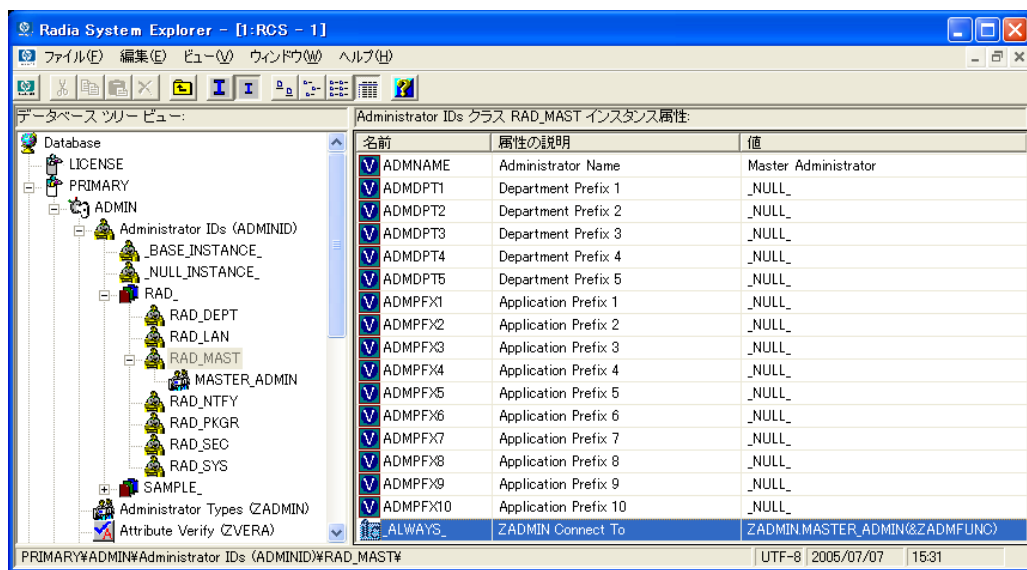 Radia System Explorer - [1:RCS - 1]
ファイル(F) 編集(E) ビュー(V) ウィンドウ(W) ヘルプ(H)
データベース ツリー ビュー:
Database
LICENSE
PRIMARY
ADMIN
Administrator IDs (ADMINID)
_BASE_INSTANCE_
_NULL_INSTANCE_
RAD_
RAD_DEPT
RAD_LAN
RAD_MAST
MASTER_ADMIN
RAD_NTFY
RAD_PKGR
RAD_SEC
RAD_SYS
SAMPLE_
Administrator Types (ZADMIN)
Attribute Verify (ZVERA)
Administrator IDs クラス RAD_MAST インスタンス属性:
名前 属性の説明 値
V ADMNAME Administrator Name Master Administrator
V ADMDPT1 Department Prefix 1 _NULL_
V ADMDPT2 Department Prefix 2 _NULL_
V ADMDPT3 Department Prefix 3 _NULL_
V ADMDPT4 Department Prefix 4 _NULL_
V ADMDPT5 Department Prefix 5 _NULL_
V ADMPFX1 Application Prefix 1 _NULL_
V ADMPFX2 Application Prefix 2 _NULL_
V ADMPFX3 Application Prefix 3 _NULL_
V ADMPFX4 Application Prefix 4 _NULL_
V ADMPFX5 Application Prefix 5 _NULL_
V ADMPFX6 Application Prefix 6 _NULL_
V ADMPFX7 Application Prefix 7 _NULL_
V ADMPFX8 Application Prefix 8 _NULL_
V ADMPFX9 Application Prefix 9 _NULL_
V ADMPFX10 Application Prefix 10 _NULL_
_ALWAYS_ ZADMIN Connect To ZADMIN.MASTER_ADMIN(&ZADMFUNC)
PRIMARY¥ADMIN¥Administrator IDs (ADMINID)¥RAD_MAST¥ UTF-8 2005/07/07 15:31